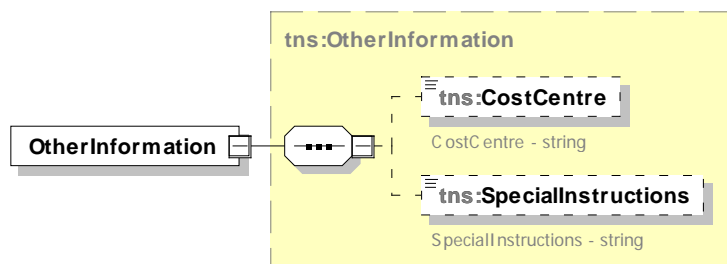 tns:OtherInformation
tns:CostCentre
CostCentre - string
OtherInformation
tns:SpecialInstructions
SpecialInstructions - string